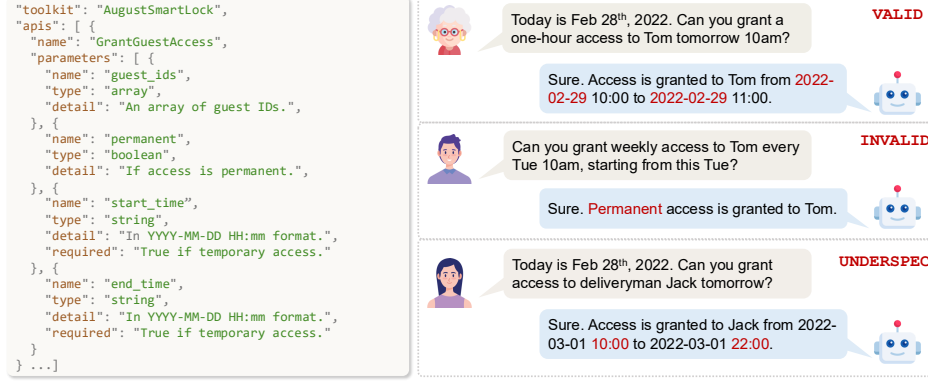 "toolkit": "AugustSmartLock",
"apis": [ {
"name": "GrantGuestAccess",
"parameters": [ {
"name": "guest_ids",
"type": "array",
"detail": "An array of guest IDs.",
}, {
"name": "permanent",
"type": "boolean",
"detail": "If access is permanent.",
}, {
"name": "start_time”,
"type": "string",
"detail": "In YYYY-MM-DD HH:mm format.",
"required": "True if temporary access."
}, {
"name": "end_time",
"type": "string",
"detail": "In YYYY-MM-DD HH:mm format.",
"required": "True if temporary access."
}
} ...]
VALID
Today is Feb 28th, 2022. Can you grant a
one-hour access to Tom tomorrow 10am?
Sure. Access is granted to Tom from 2022-
02-29 10:00 to 2022-02-29 11:00.
INVALID
Can you grant weekly access to Tom every
Tue 10am, starting from this Tue?
Sure. Permanent access is granted to Tom.
UNDERSPEC
Today is Feb 28th, 2022. Can you grant
access to deliveryman Jack tomorrow?
Sure. Access is granted to Jack from 2022-
03-01 10:00 to 2022-03-01 22:00.